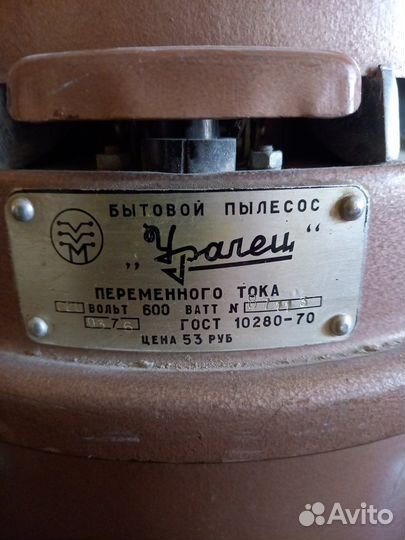 БЫТОВОЙ ПЫЛЕСОС
„Уралец“
ПЕРЕМЕННОГО ТОКА
ВОЛЬТ 600 ВАТТ N
ГОСТ 10280-70
ЦЕНА 53 РУБ
Avito